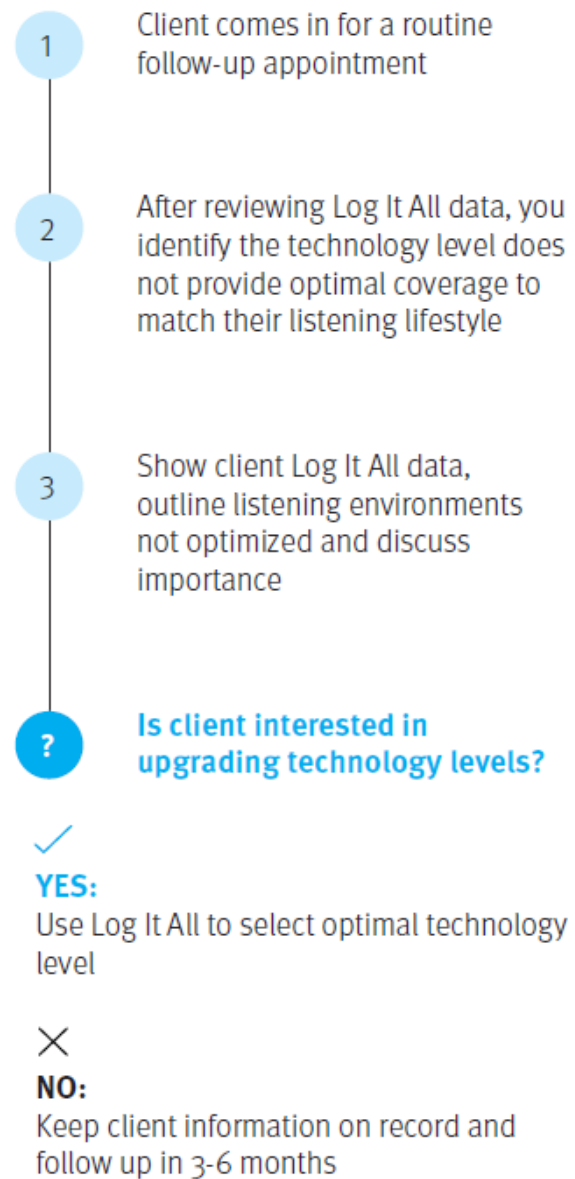 1
Client comes in for a routine
follow-up appointment
2
After reviewing Log It All data, you
identify the technology level does
not provide optimal coverage to
match their listening lifestyle
3
Show client Log It All data,
outline listening environments
not optimized and discuss
importance
?
Is client interested in
upgrading technology levels?
YES:
Use Log It All to select optimal technology
level
NO:
Keep client information on record and
follow up in 3-6 months